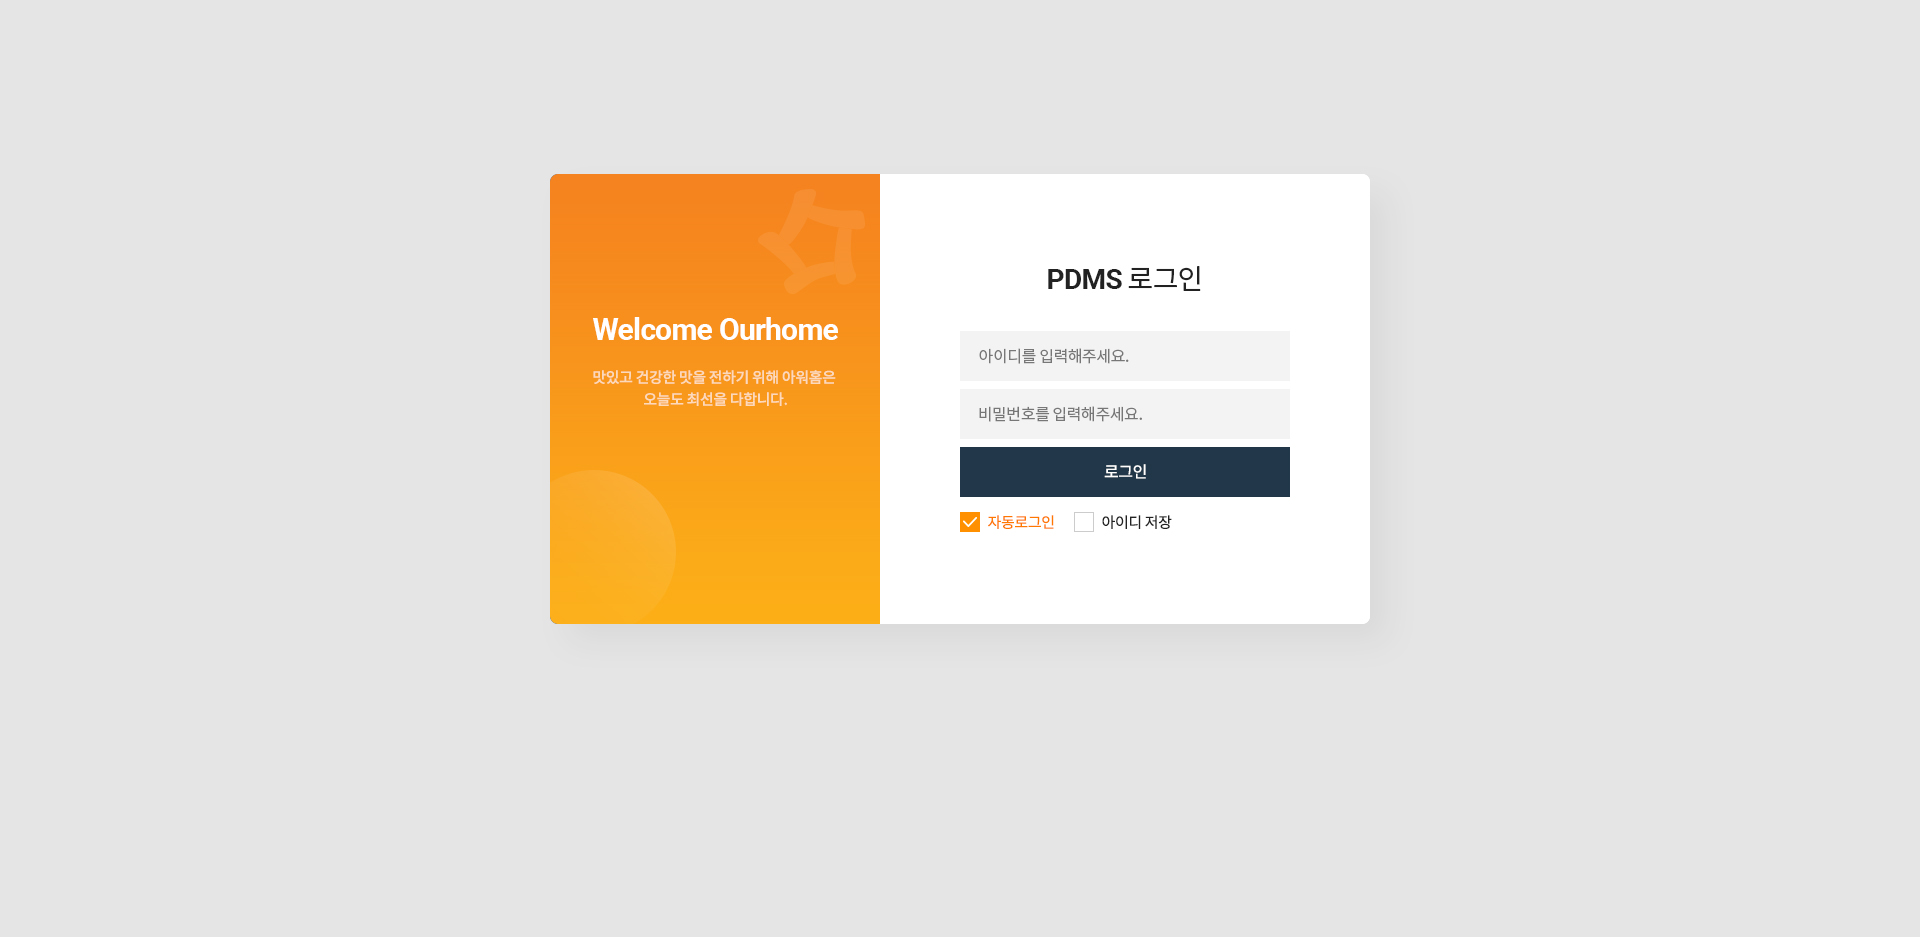 Welcome Ourhome
맛있고 건강한 맛을 전하기 위해 아워홈은
오늘도 최선을 다합니다.
PDMS 로그인
아이디를 입력해주세요.
비밀번호를 입력해주세요.
로그인
자동로그인 아이디 저장